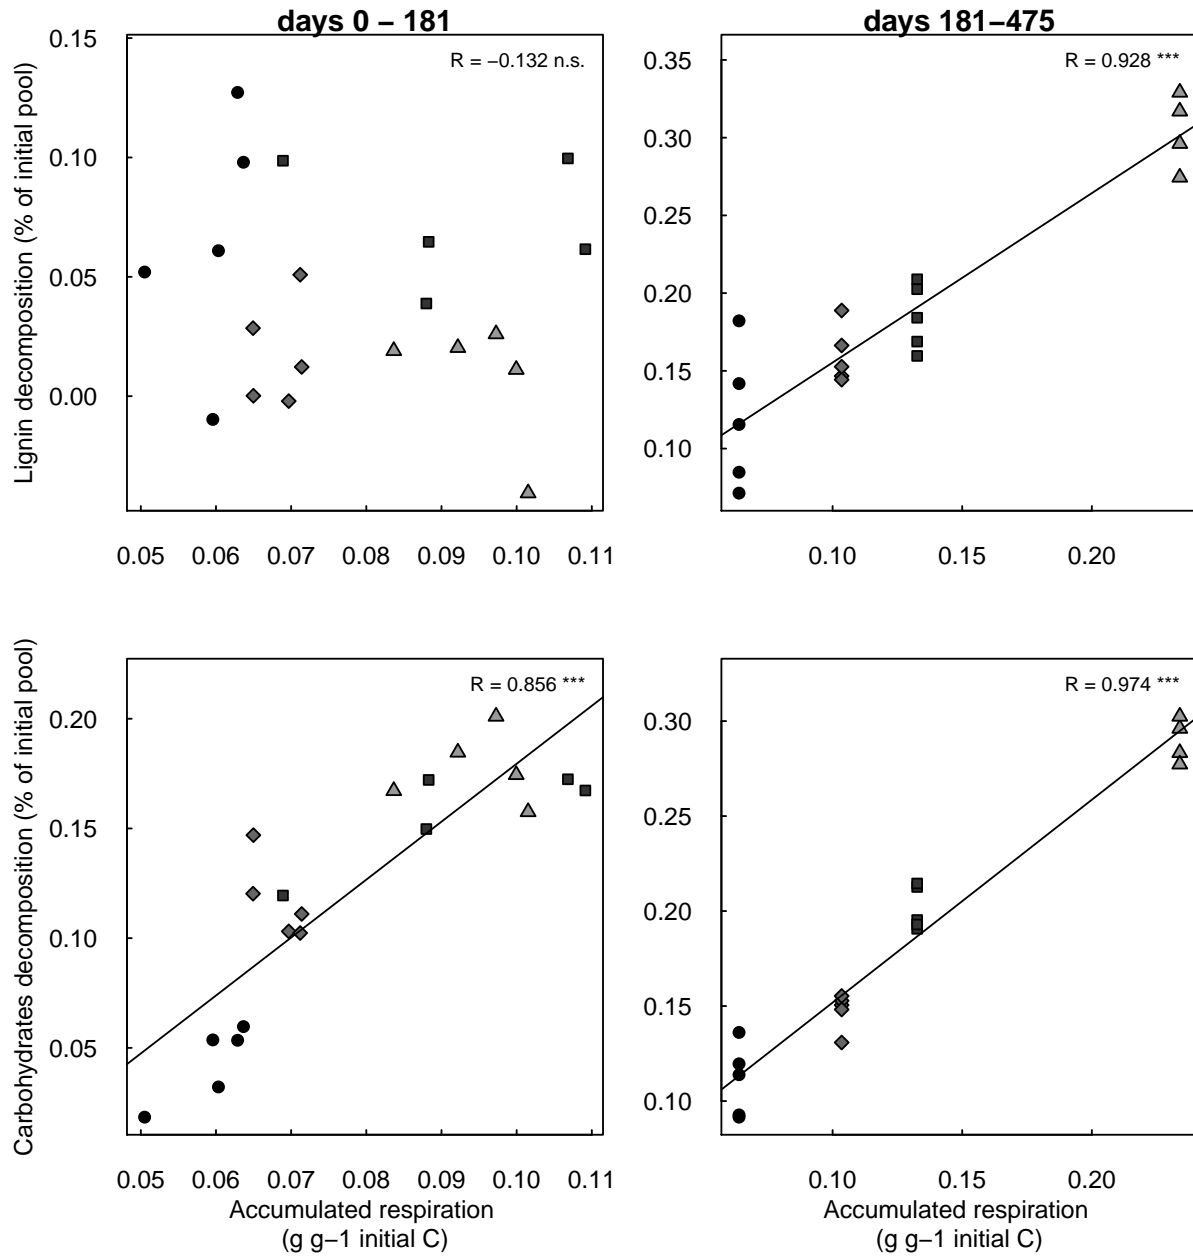 days 0 – 181
days 181–475
R = −0.132 n.s.
R = 0.928 ***
Lignin decomposition (% of initial pool)
0.15
0.10
0.05
0.00
0.35
0.30
0.25
0.20
0.15
0.10
0.05 0.06 0.07 0.08 0.09 0.10 0.11
0.10 0.15 0.20
R = 0.856 ***
R = 0.974 ***
Carbohydrates decomposition (% of initial pool)
0.20
0.15
0.10
0.05
0.30
0.25
0.20
0.15
0.10
0.05 0.06 0.07 0.08 0.09 0.10 0.11
0.10 0.15 0.20
Accumulated respiration
(g g−1 initial C)
Accumulated respiration
(g g−1 initial C)